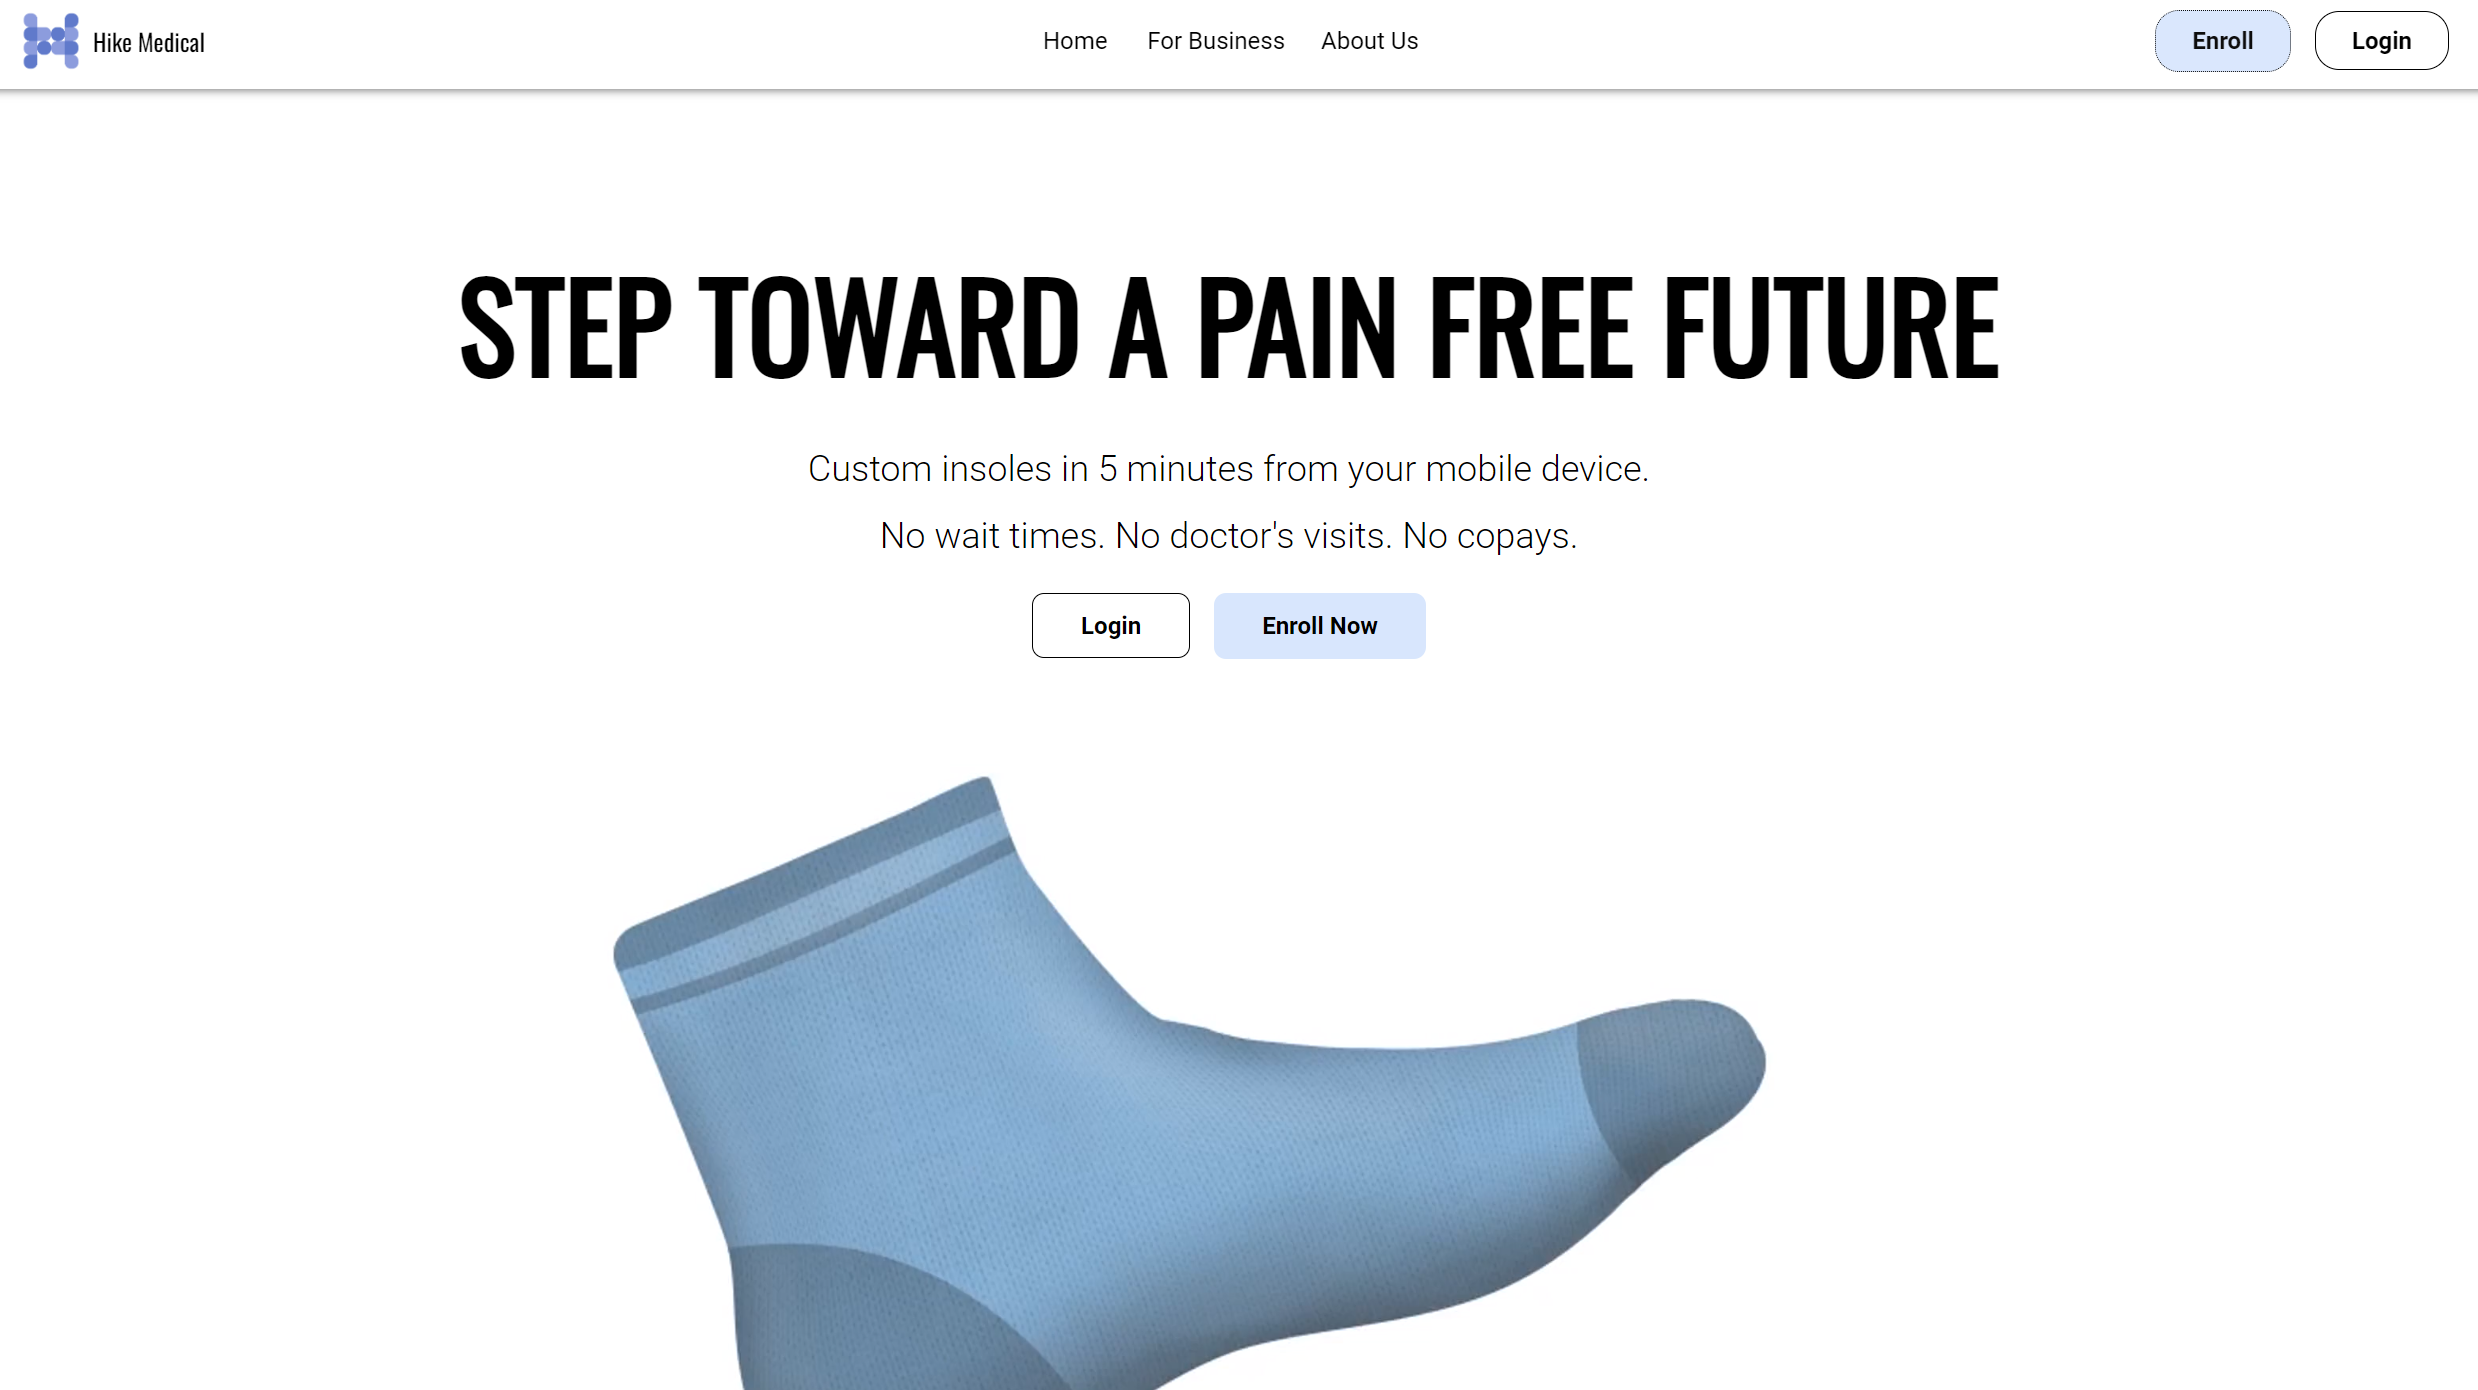 Hike Medical
Home
For Business
About Us
Enroll
Login
STEP TOWARD A PAIN FREE FUTURE
Custom insoles in 5 minutes from your mobile device.
No wait times. No doctor's visits. No copays.
Login
Enroll Now